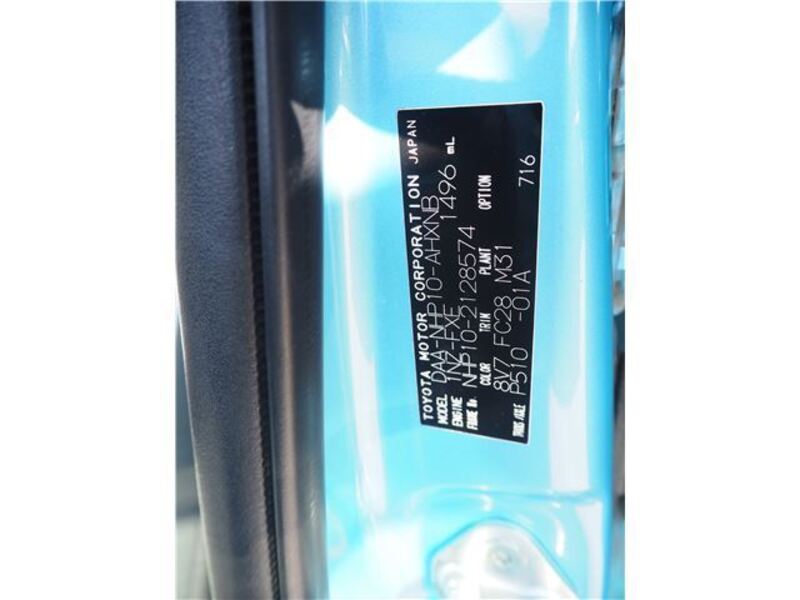 TOYOTA MOTOR CORPORATION JAPAN
MODEL DAA-NHP10-AHXNB
ENGINE 1NZ-FXE 1496 mL
FRAME No. NHP10-2128574
COLOR TRIM PLANT OPTION
8V7 FC28 M31
TRANS/AXLE P510 -01A 716